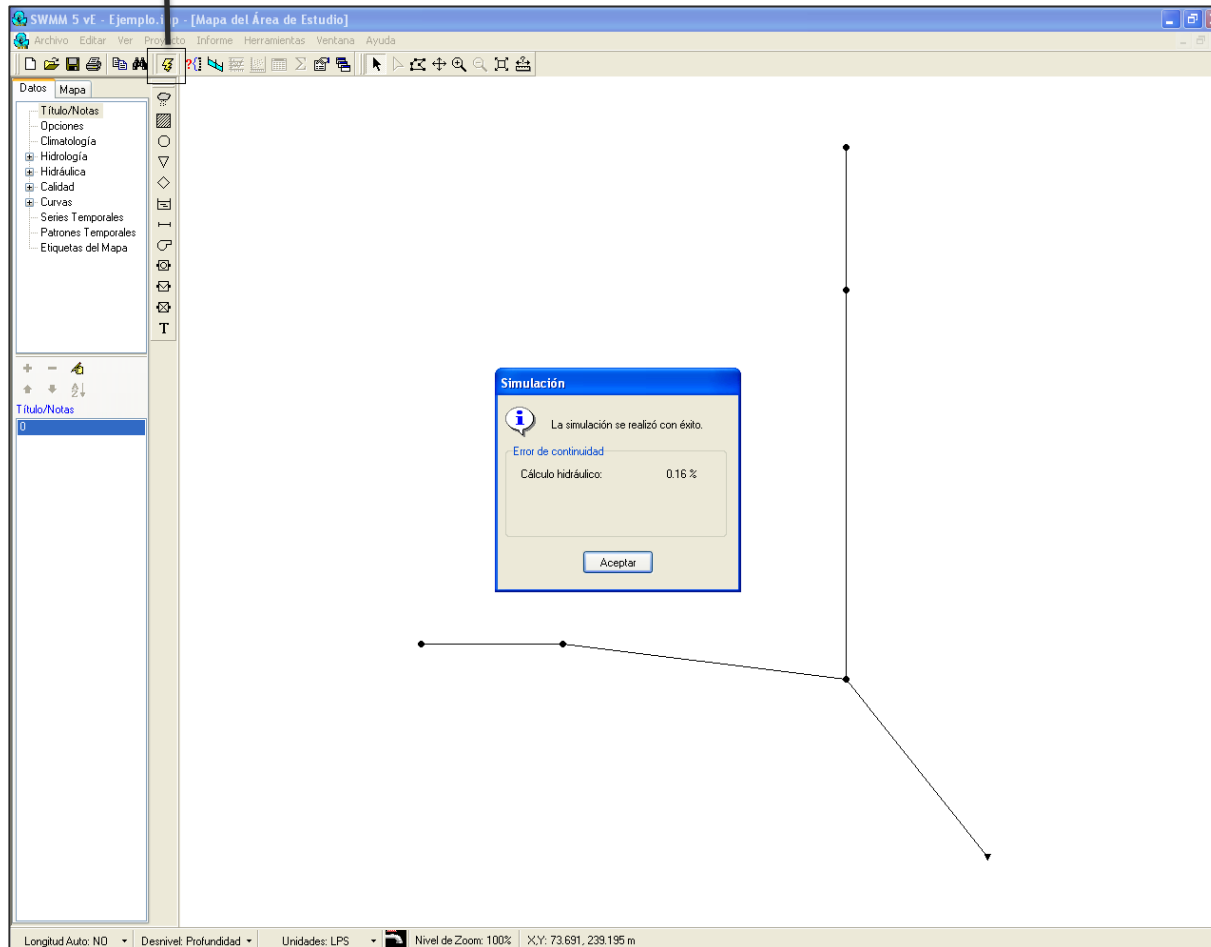 SWMM 5 vE - Ejemplo.inp - [Mapa del Área de Estudio]
Archivo Editar Ver Proyecto Informe Herramientas Ventana Ayuda
Datos Mapa
Título/Notas
Opciones
Climatología
Hidrología
Hidráulica
Calidad
Curvas
Series Temporales
Patrones Temporales
Etiquetas del Mapa
T
Título/Notas
0
Simulación
La simulación se realizó con éxito.
Error de continuidad
Cálculo hidráulico: 0.16 %
Aceptar
Longitud Auto: NO Desnivel: Profundidad Unidades: LPS Nivel de Zoom: 100% X,Y: 73.691, 239.195 m